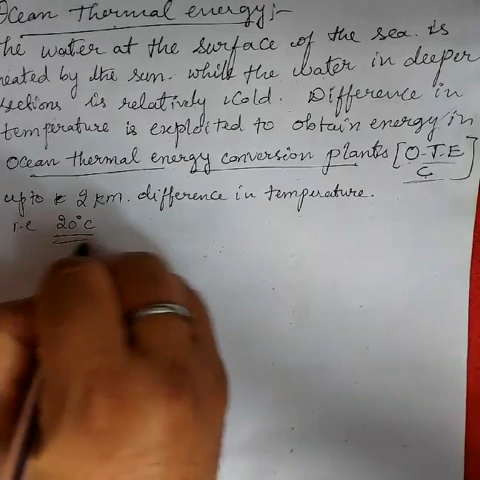 Ocean Thermal energy:-
The water at the surface of the sea. is
heated by the sun. while the water in deeper
sections is relatively cold. Difference in
temperature is exploited to obtain energy in
Ocean thermal energy conversion plants [O-T.E
C]
upto 2 km. difference in temperature.
i.e 20°C